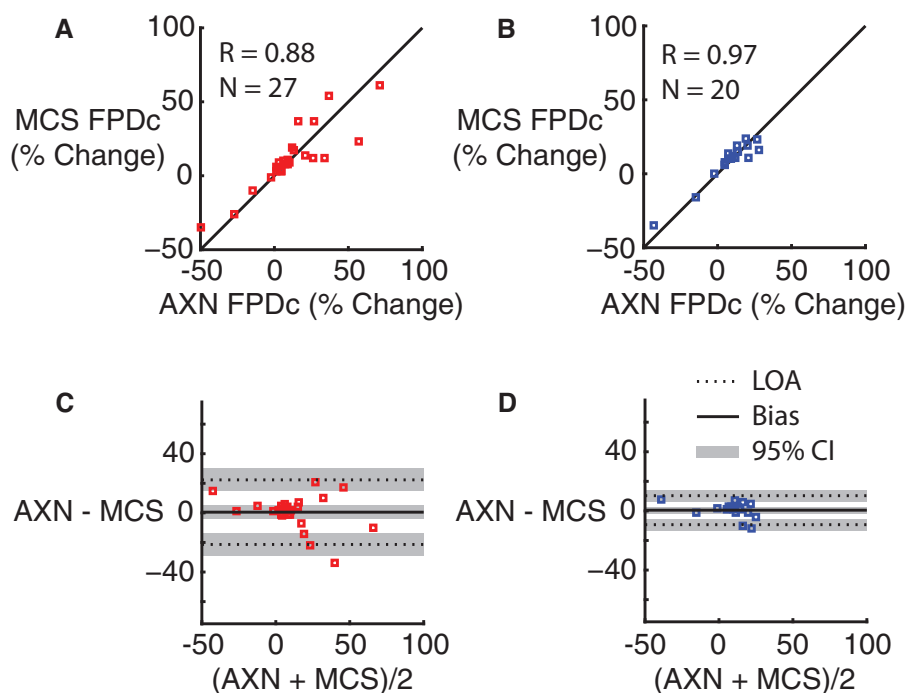 A
100
R = 0.88
N = 27
MCS FPDc
(% Change)
50
0
−50
-50 0 50 100
AXN FPDc (% Change)
B
100
R = 0.97
N = 20
MCS FPDc
(% Change)
50
0
−50
-50 0 50 100
AXN FPDc (% Change)
C
40
AXN - MCS 0
−40
-50 0 50 100
(AXN + MCS)/2
D
LOA
Bias
95% CI
40
AXN - MCS 0
−40
-50 0 50 100
(AXN + MCS)/2